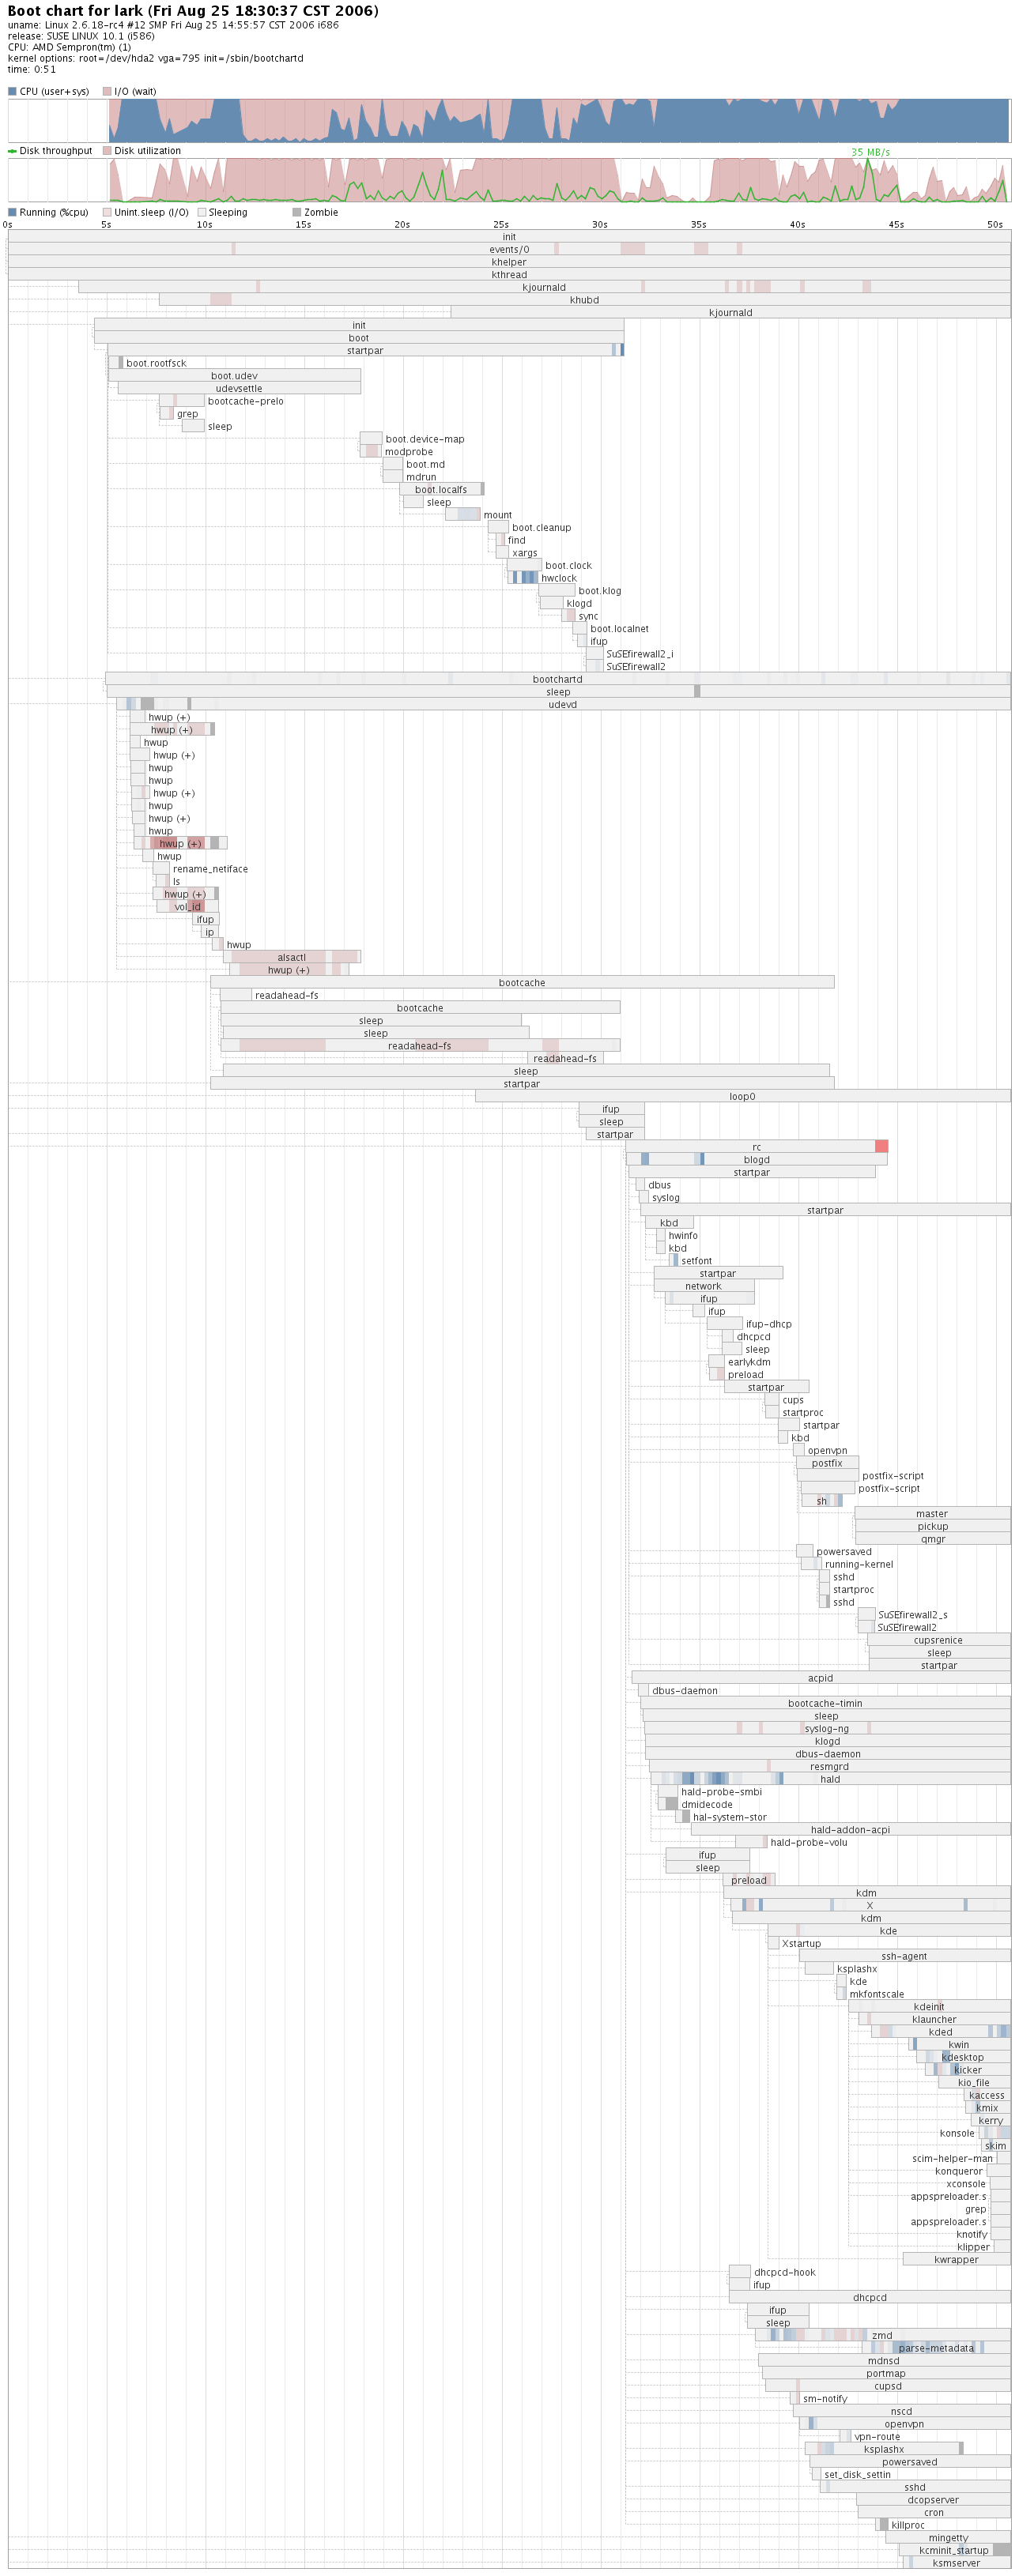 Boot chart for lark (Fri Aug 25 18:30:37 CST 2006)
uname: Linux 2.6.18-rc4 #12 SMP Fri Aug 25 14:55:57 CST 2006 i686
release: SUSE LINUX 10.1 (i586)
CPU: AMD Sempron(tm) (1)
kernel options: root=/dev/hda2 vga=795 init=/sbin/bootchartd
time: 0:51
CPU (user+sys) I/O (wait)
Disk throughput Disk utilization
35 MB/s
Running (%cpu) Unint.sleep (I/O) Sleeping Zombie
0s 5s 10s 15s 20s 25s 30s 35s 40s 45s 50s
init
events/0
khelper
kthread
kjournald
khubd
kjournald
init
boot
startpar
boot.rootfsck
boot.udev
udevsettle
bootcache-prelo
grep
sleep
boot.device-map
modprobe
boot.md
mdrun
boot.localfs
sleep
mount
boot.cleanup
find
xargs
boot.clock
hwclock
boot.klog
klogd
sync
boot.localnet
ifup
SuSEfirewall2_i
SuSEfirewall2
bootchartd
sleep
udevd
hwup (+)
hwup (+)
hwup
hwup (+)
hwup
hwup
hwup (+)
hwup
hwup (+)
hwup
hwup (+)
hwup
rename_netiface
ls
hwup (+)
vol_id
ifup
ip
hwup
alsactl
hwup (+)
bootcache
readahead-fs
bootcache
sleep
sleep
readahead-fs
readahead-fs
sleep
startpar
loop0
ifup
sleep
startpar
rc
blogd
startpar
dbus
syslog
startpar
kbd
hwinfo
kbd
setfont
startpar
network
ifup
ifup
ifup-dhcp
dhcpcd
sleep
earlykdm
preload
startpar
cups
startproc
startpar
kbd
openvpn
postfix
postfix-script
postfix-script
sh
master
pickup
qmgr
powersaved
running-kernel
sshd
startproc
sshd
SuSEfirewall2_s
SuSEfirewall2
cupsrenice
sleep
startpar
acpid
dbus-daemon
bootcache-timin
sleep
syslog-ng
klogd
dbus-daemon
resmgrd
hald
hald-probe-smbi
dmidecode
hal-system-stor
hald-addon-acpi
hald-probe-volu
ifup
sleep
preload
kdm
X
kdm
kde
Xstartup
ssh-agent
ksplashx
kde
mkfontscale
kdeinit
klauncher
kded
kwin
kdesktop
kicker
kio_file
kaccess
kmix
kerry
konsole
skim
scim-helper-man
konqueror
xconsole
appspreloader.s
grep
appspreloader.s
knotify
klipper
kwrapper
dhcpcd-hook
ifup
dhcpcd
ifup
sleep
zmd
parse-metadata
mdnsd
portmap
cupsd
sm-notify
nscd
openvpn
vpn-route
ksplashx
powersaved
set_disk_settin
sshd
dcopserver
cron
killproc
mingetty
kcminit_startup
ksmserver